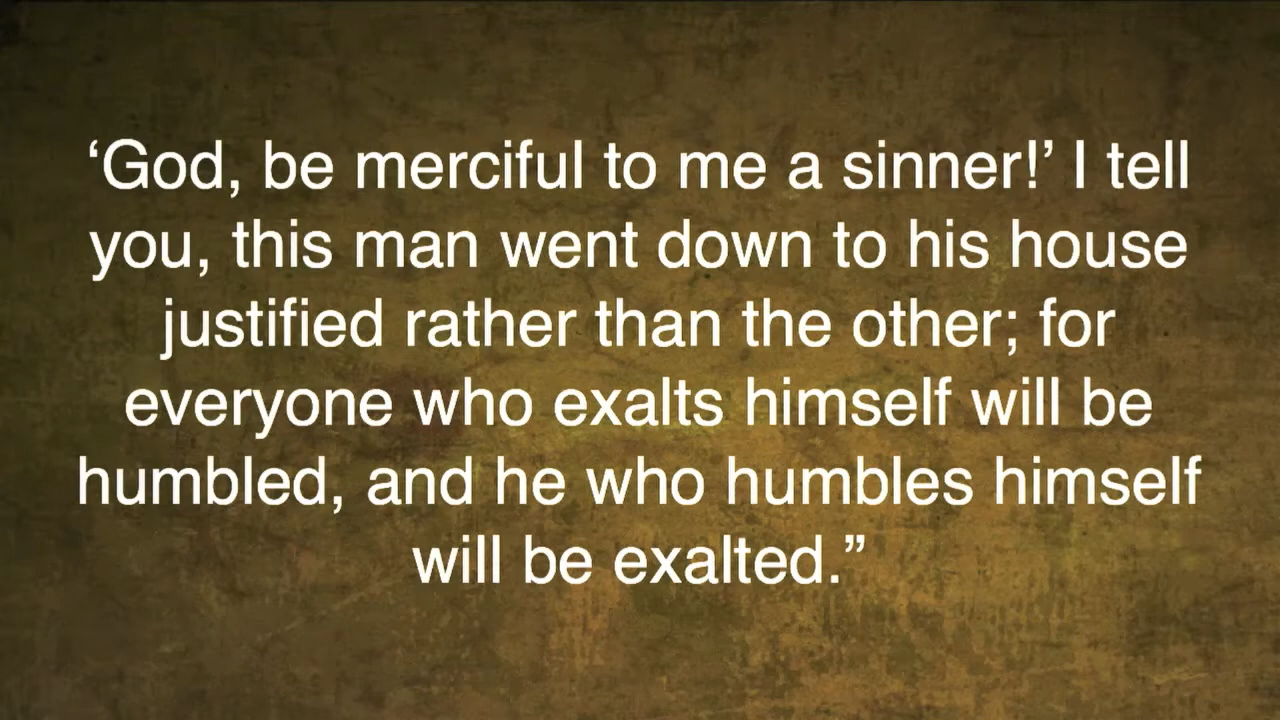 ‘God, be merciful to me a sinner!’ I tell
you, this man went down to his house
justified rather than the other; for
everyone who exalts himself will be
humbled, and he who humbles himself
will be exalted.”